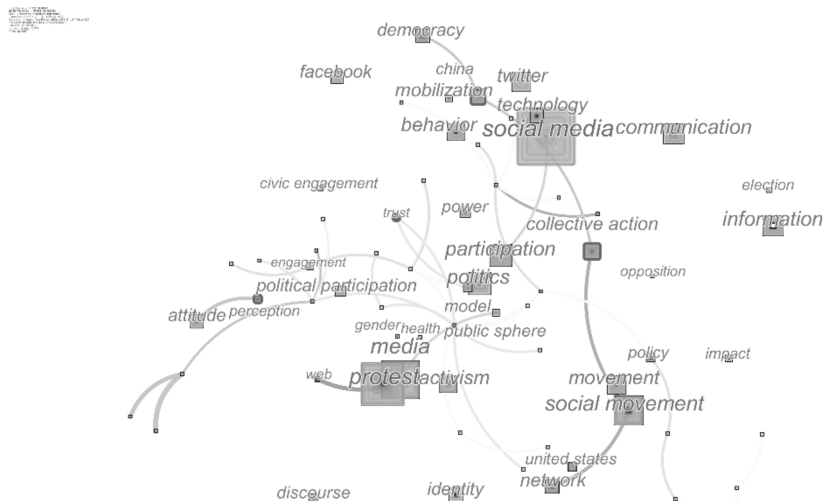 democracy
china
facebook
twitter
mobilization
technology
behavior
social media
communication
civic engagement
election
trust
power
collective action
information
participation
engagement
opposition
political participation
politics
model
attitude
perception
gender
health
public sphere
media
policy
impact
web
protest
activism
movement
social movement
united states
network
discourse
identity